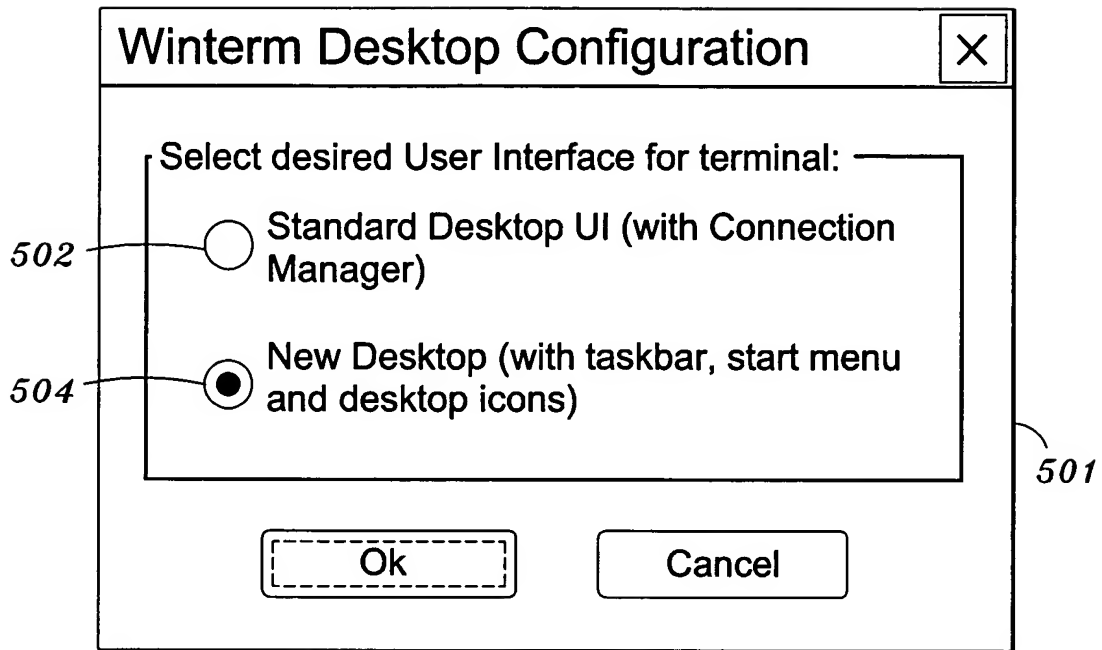 Winterm Desktop Configuration X
Select desired User Interface for terminal:
502
Standard Desktop UI (with Connection
Manager)
504
New Desktop (with taskbar, start menu
and desktop icons)
501
Ok
Cancel